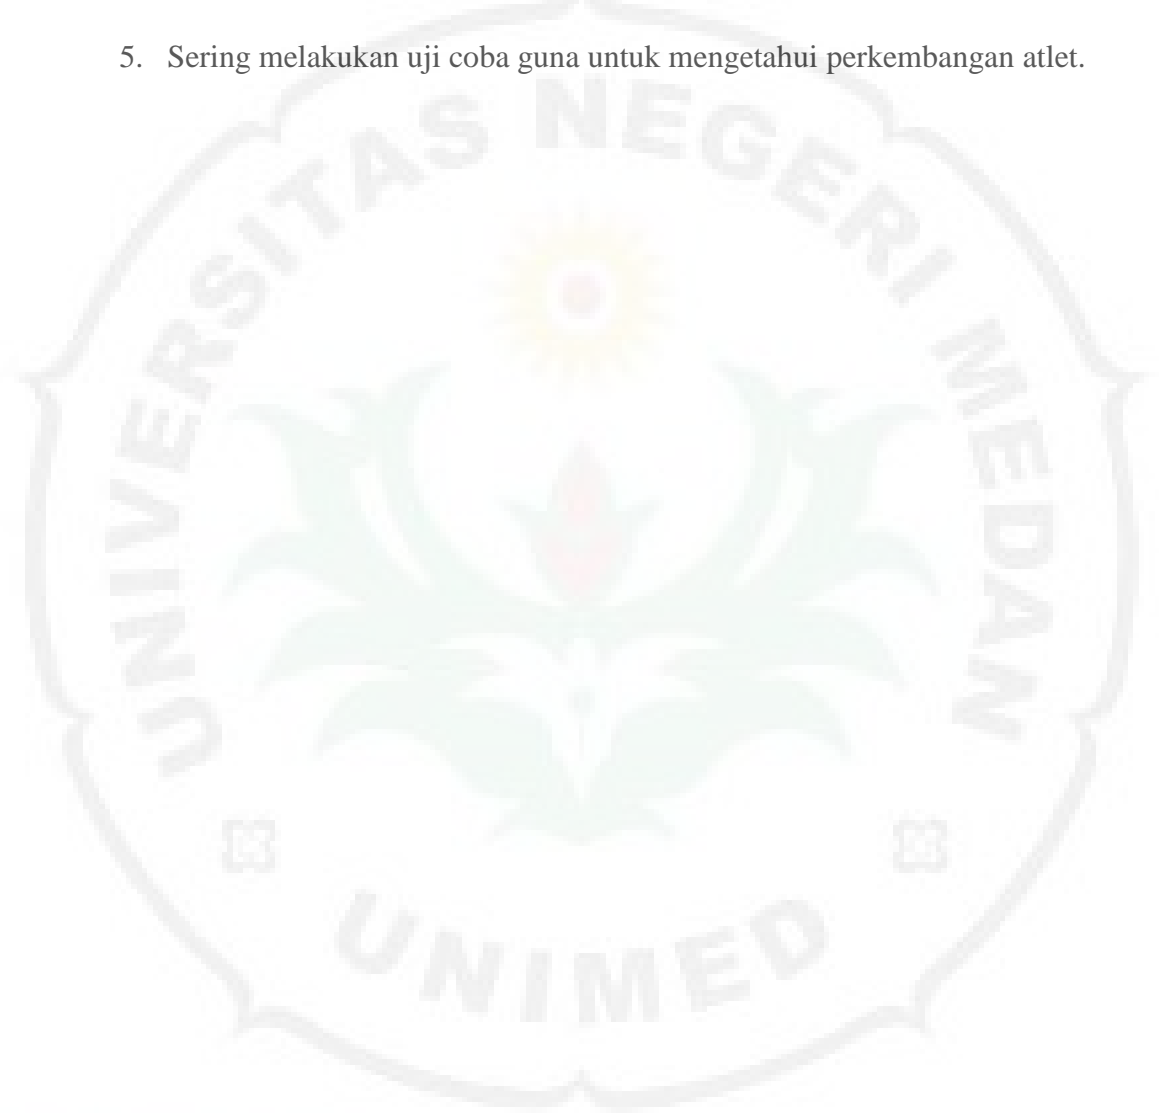 5. Sering melakukan uji coba guna untuk mengetahui perkembangan atlet.
UNIVERSITAS NEGERI MEDAN
UNIMED